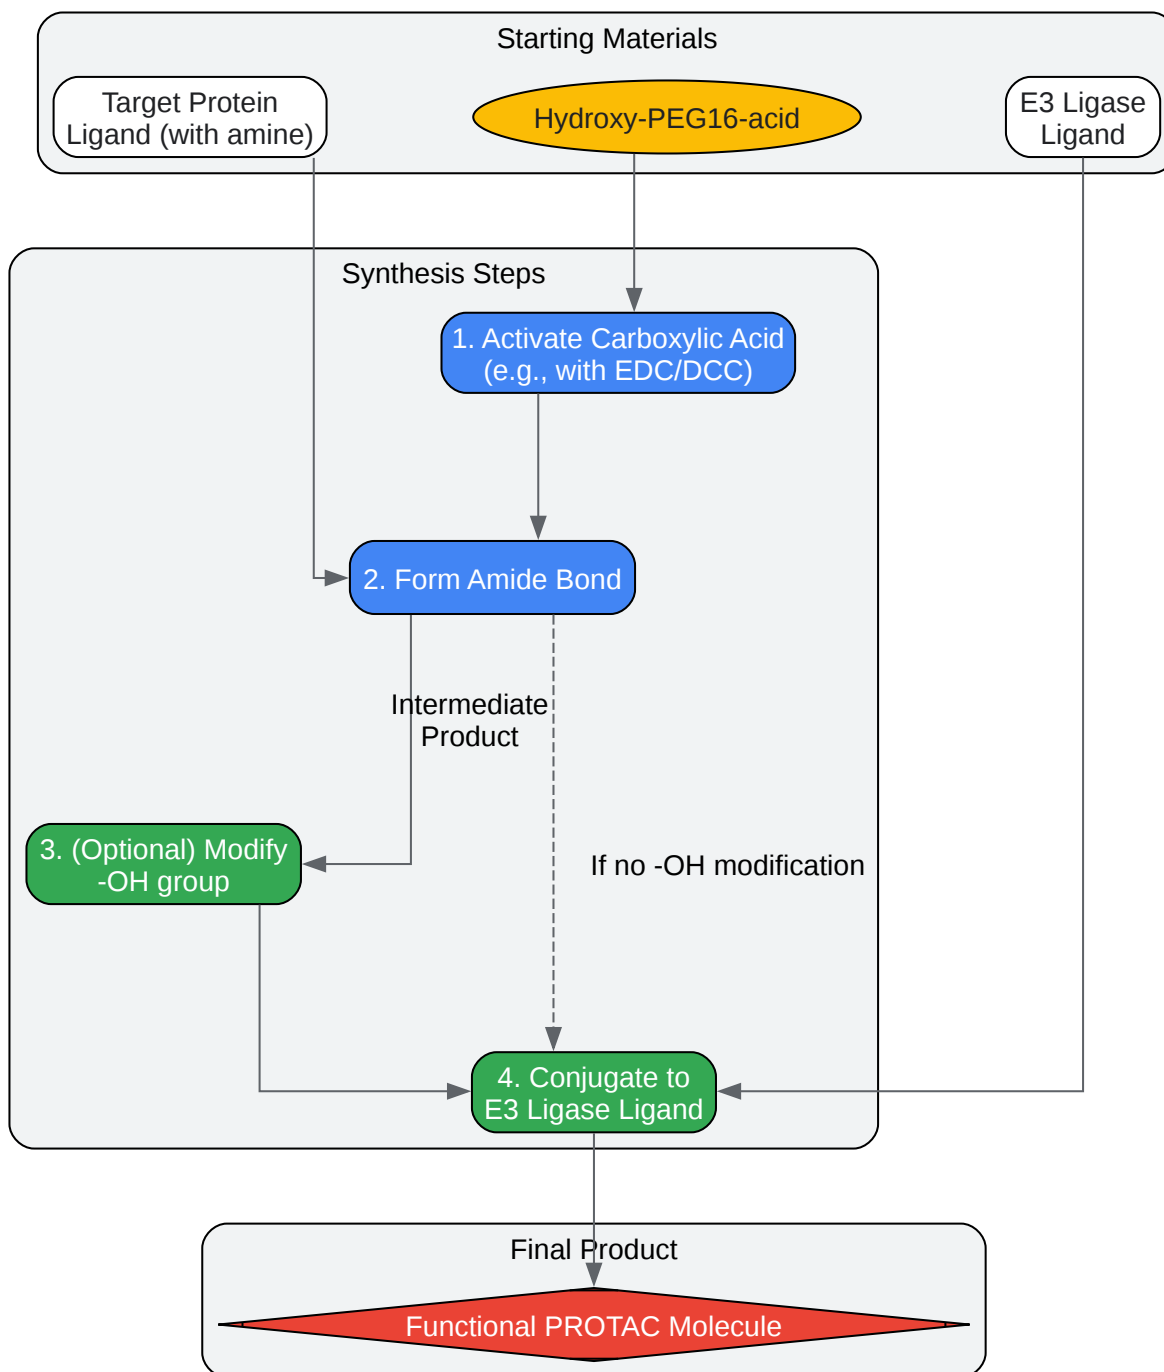 Starting Materials
Target Protein
Ligand (with amine)
Hydroxy-PEG16-acid
E3 Ligase
Ligand
Synthesis Steps
1. Activate Carboxylic Acid
(e.g., with EDC/DCC)
2. Form Amide Bond
Intermediate
Product
3. (Optional) Modify
-OH group
If no -OH modification
4. Conjugate to
E3 Ligase Ligand
Final Product
Functional PROTAC Molecule